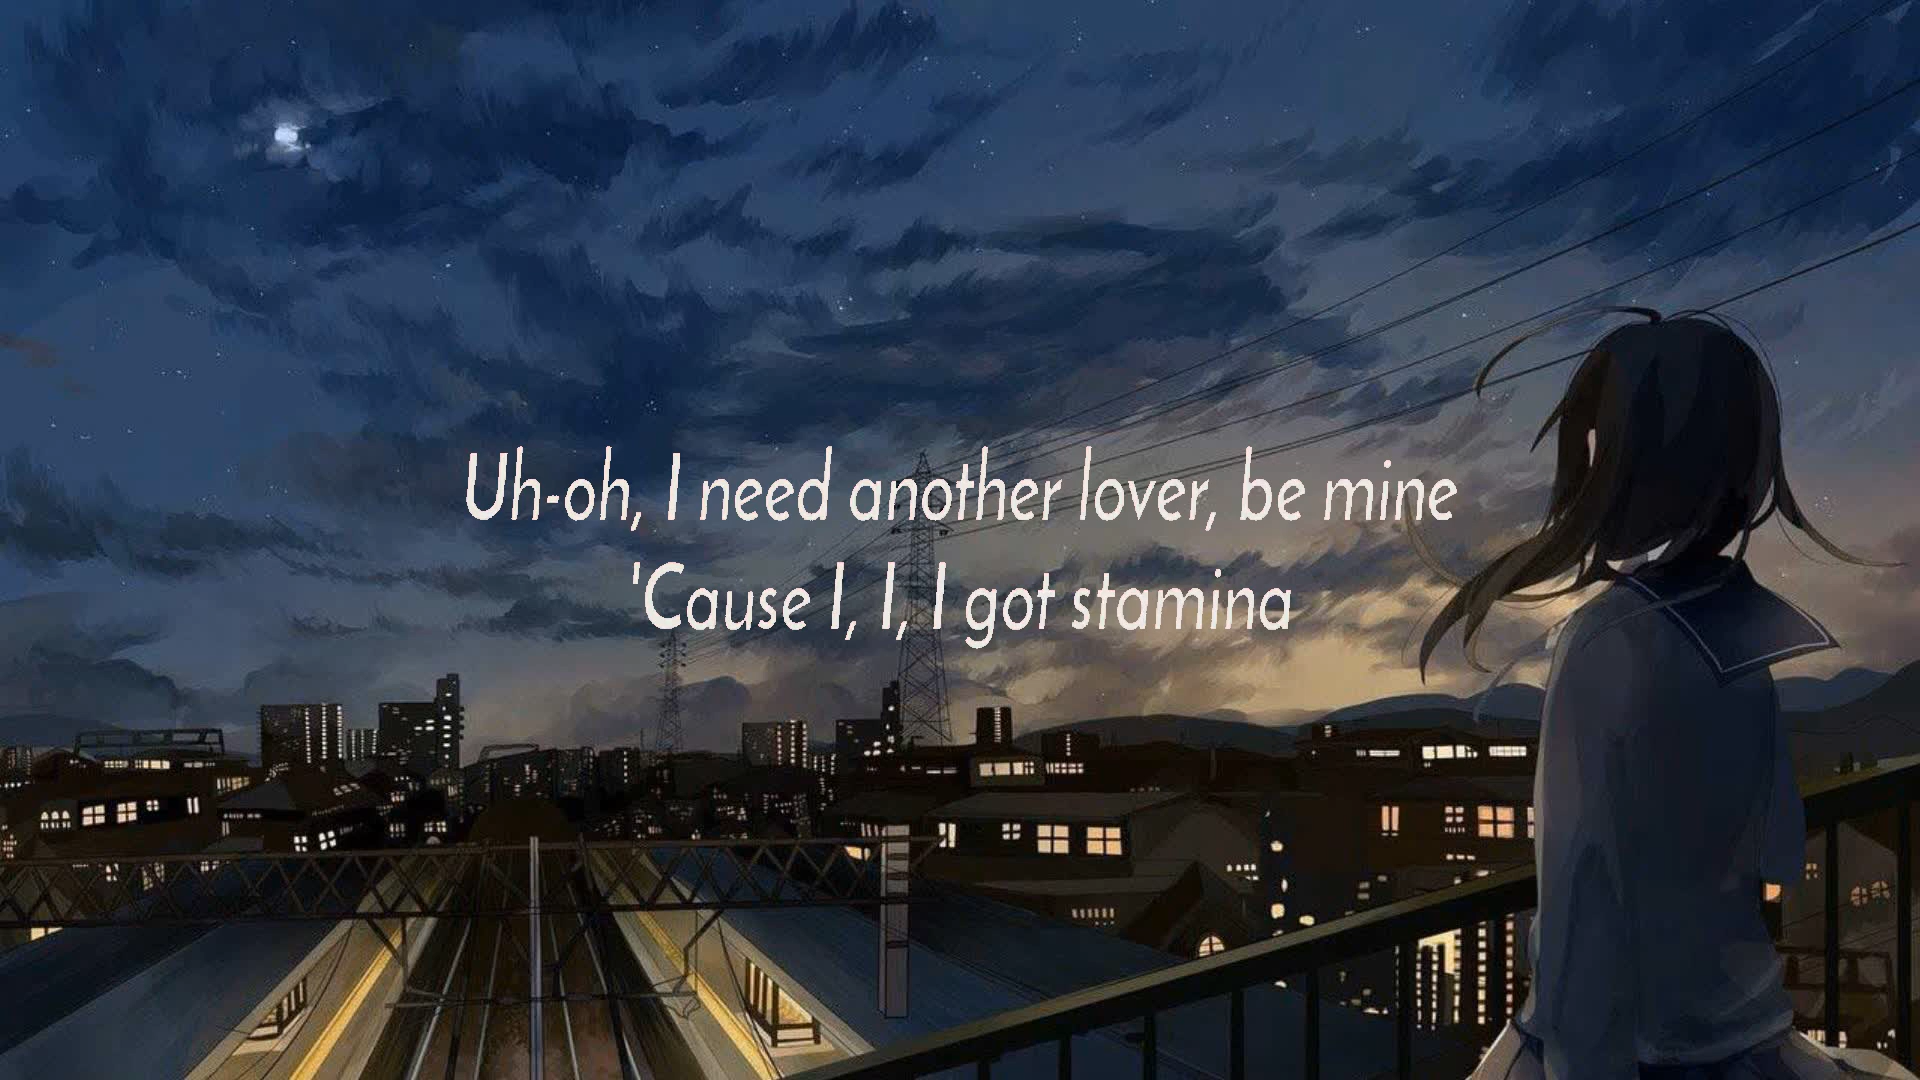 Uh-oh, I need another lover, be mine
'Cause I, I, I got stamina